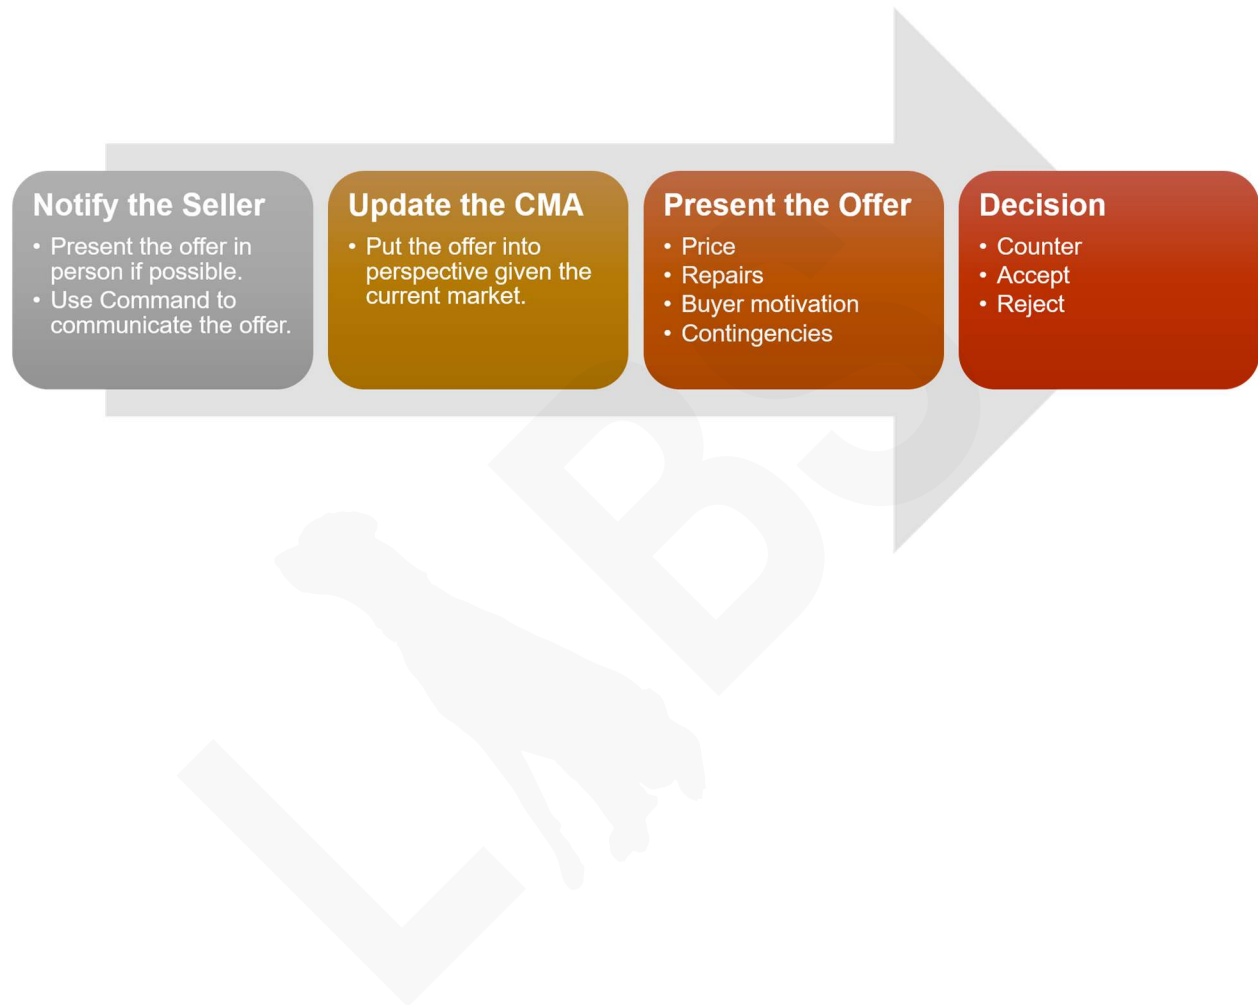 Notify the Seller
• Present the offer in
person if possible.
• Use Command to
communicate the offer.
Update the CMA
• Put the offer into
perspective given the
current market.
Present the Offer
• Price
• Repairs
• Buyer motivation
• Contingencies
Decision
• Counter
• Accept
• Reject
L BS